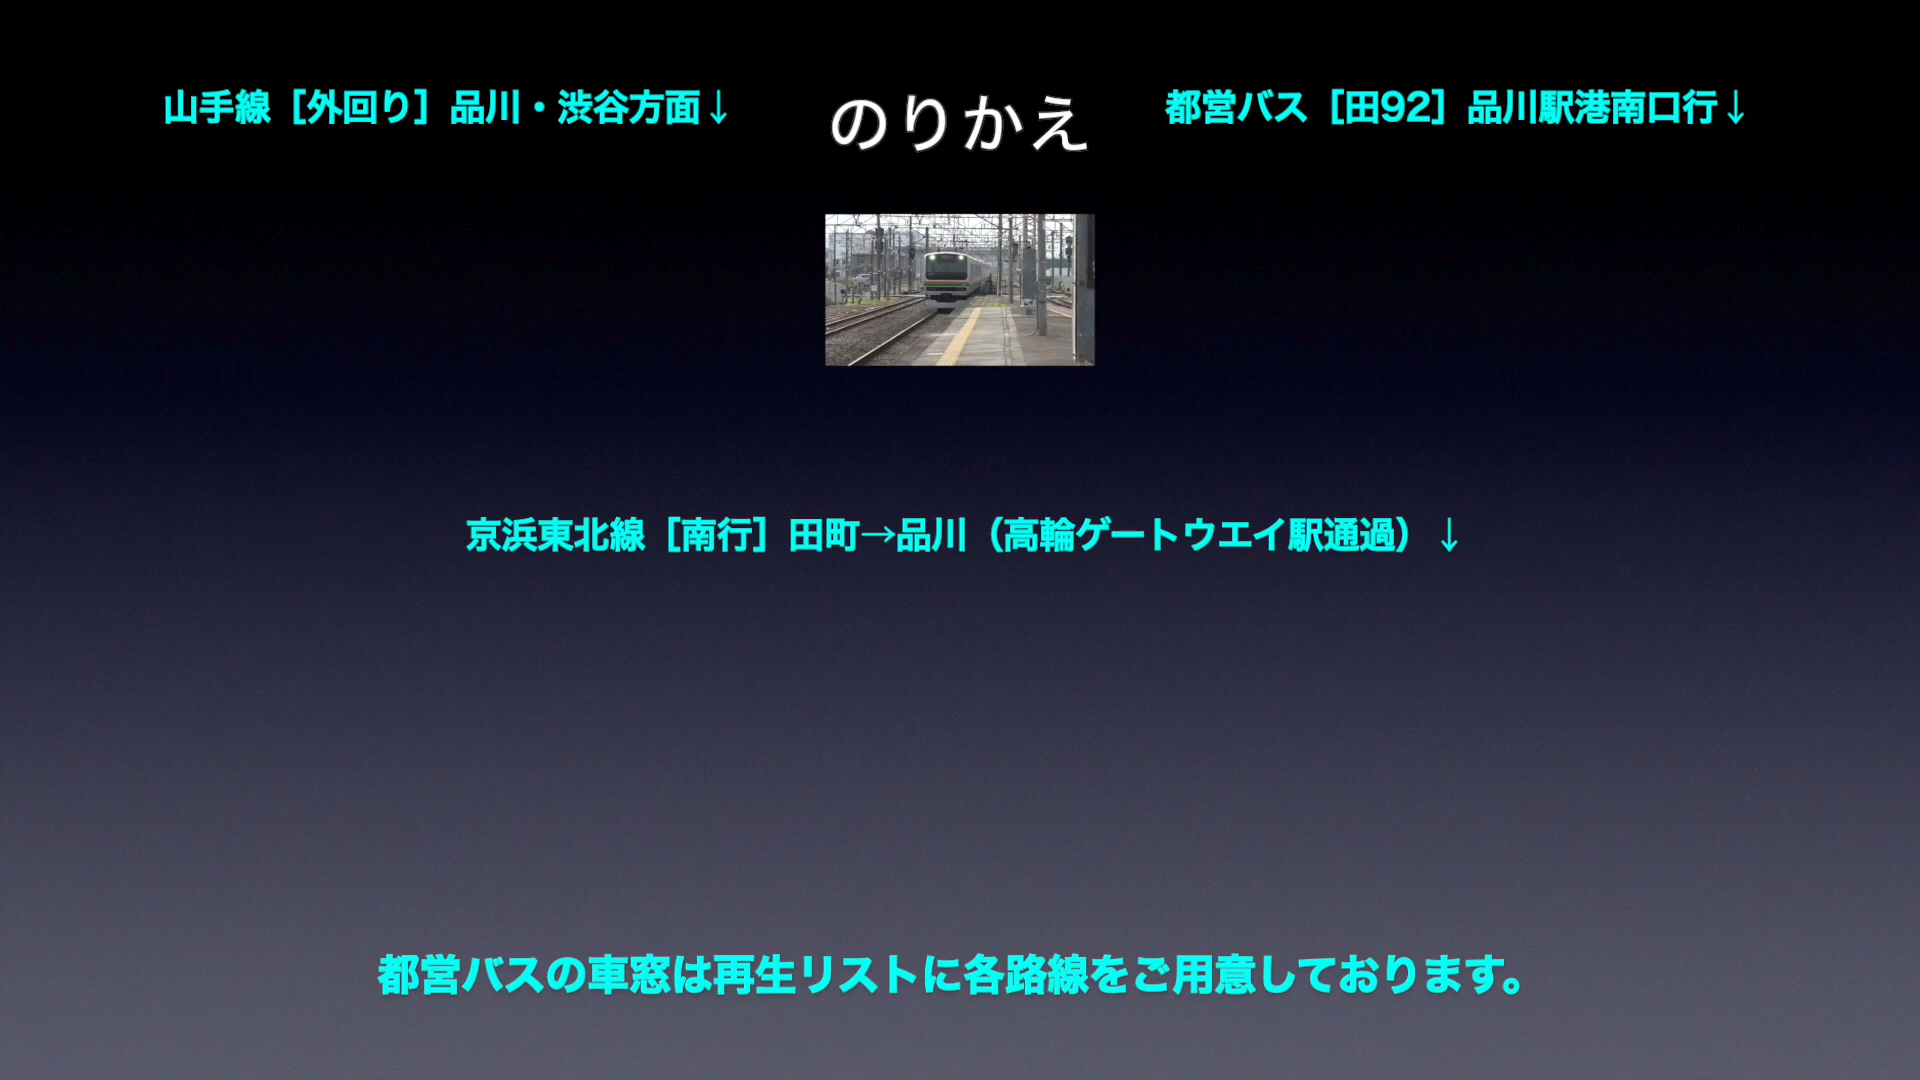 山手線［外回り］品川・渋谷方面↓
のりかえ
都営バス［田92］品川駅港南口行↓
京浜東北線［南行］田町→品川（高輪ゲートウエイ駅通過）↓
都営バスの車窓は再生リストに各路線をご用意しております。